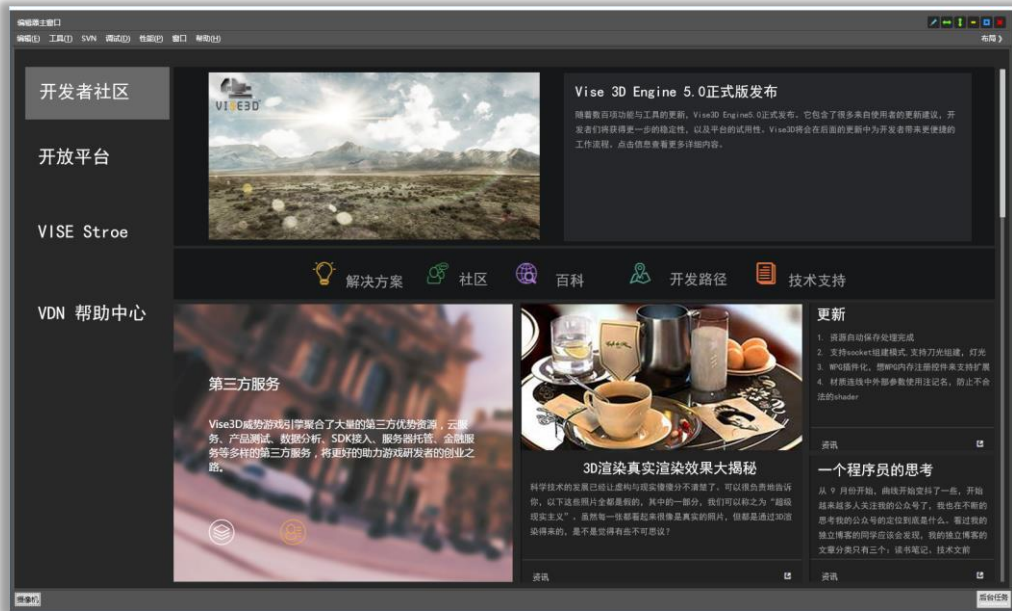 编辑器主窗口
编辑(E) 工具(T) SVN 调试(D) 性能(P) 窗口 帮助(H) 布局 》
开发者社区
开放平台
VISE Stroe
VDN 帮助中心
VISE3D
Vise 3D Engine 5.0正式版发布
随着数百项功能与工具的更新，Vise3D Engine5.0正式发布。它包含了很多来自使用者的更新建议，开
发者们将获得更一步的稳定性，以及平台的试用性。Vise3D将会在后面的更新中为开发者带来更便捷的
工作流程。点击信息查看更多详细内容。
解决方案 社区 百科 开发路径 技术支持
第三方服务
Vise3D威势游戏引擎聚合了大量的第三方优势资源，云服
务、产品测试、数据分析、SDK接入、服务器托管、金融服
务等多样的第三方服务，将更好的助力游戏研发者的创业之
路。
3D渲染真实渲染效果大揭秘
科学技术的发展已经让虚构与现实傻傻分不清楚了。可以很负责地告诉
你，以下这些照片全都是假的，其中的一部分，我们可以称之为“超级
现实主义”。虽然每一张都看起来很像是真实的照片，但都是通过3D渲
染得来的，是不是觉得有些不可思议？
资讯
更新
1. 资源自动保存处理完成
2. 支持socket组建模式.支持刀光组建，灯光
3. WPG插件化，想WPG内存注册控件来支持扩展
4. 材质连线中外部参数使用注记名，防止不合
法的shader
资讯
一个程序员的思考
从 9 月份开始，曲线开始变抖了一些，开始
越来越多人关注我的公众号了，我也在不断的
思考我的公众号的定位到底是什么。看过我的
独立博客的同学应该会发现，我的独立博客的
文章分类只有三个：读书笔记、技术文前
资讯
摄像机
后台任务